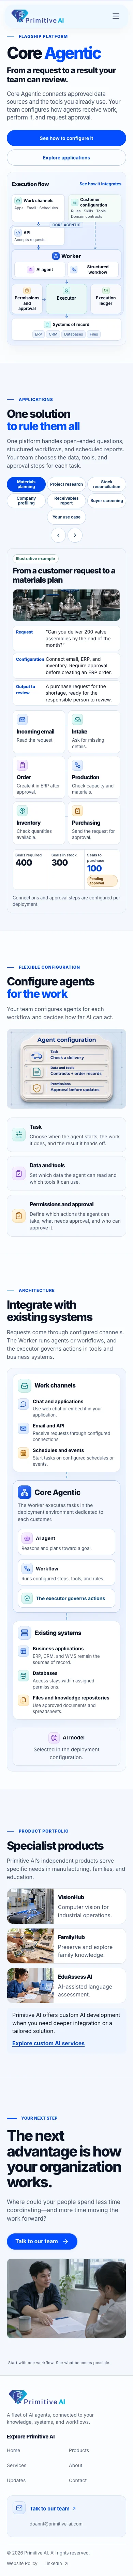 Primitive AI
FLAGSHIP PLATFORM
Core Agentic
From a request to a result your team can review.
Core Agentic connects approved data sources and the tools you already use. Your team configures how agents receive work, perform it, request approval, and respond.
See how to configure it
Explore applications
Execution flow
See how it integrates
Work channels
Apps · Email · Schedules
API
Accepts requests
Customer configuration
Roles · Skills · Tools
Domain contracts
CORE AGENTIC
Worker
AI agent
Structured workflow
Permissions and approval
Executor
Execution ledger
Systems of record
ERP
CRM
Databases
Files
APPLICATIONS
One solution
to rule them all
One platform handles open-ended conversations, structured workflows, and scheduled work. Your team chooses the data, tools, and approval steps for each task.
Materials planning
Project research
Stock reconciliation
Company profiling
Receivables report
Buyer screening
Your use case
Illustrative example
From a customer request to a materials plan
Request
"Can you deliver 200 valve assemblies by the end of the month?"
Configuration
Connect email, ERP, and inventory. Require approval before creating an ERP order.
Output to review
A purchase request for the shortage, ready for the responsible person to review.
Incoming email
Read the request.
Intake
Ask for missing details.
Order
Create it in ERP after approval.
Production
Check capacity and materials.
Inventory
Check quantities available.
Purchasing
Send the request for approval.
Seals required
400
Seals in stock
300
Seals to purchase
100
Pending approval
Connections and approval steps are configured per deployment.
FLEXIBLE CONFIGURATION
Configure agents
for the work
Your team configures agents for each workflow and decides how far AI can act.
Agent configuration
Task
Check a delivery
Data and tools
Contracts + order records
Permissions
Approval before updates
Task
Choose when the agent starts, the work it does, and the result it hands off.
Data and tools
Set which data the agent can read and which tools it can use.
Permissions and approval
Define which actions the agent can take, what needs approval, and who can approve it.
ARCHITECTURE
Integrate with existing systems
Requests come through configured channels. The Worker runs agents or workflows, and the executor governs actions in tools and business systems.
Work channels
Chat and applications
Use web chat or embed it in your application.
Email and API
Receive requests through configured connections.
Schedules and events
Start tasks on configured schedules or events.
Core Agentic
The Worker executes tasks in the deployment environment dedicated to each customer.
AI agent
Reasons and plans toward a goal.
Workflow
Runs configured steps, tools, and rules.
The executor governs actions
Existing systems
Business applications
ERP, CRM, and WMS remain the sources of record.
Databases
Access stays within assigned permissions.
Files and knowledge repositories
Use approved documents and spreadsheets.
AI model
Selected in the deployment configuration.
PRODUCT PORTFOLIO
Specialist products
Primitive AI's independent products serve specific needs in manufacturing, families, and education.
VisionHub
Computer vision for industrial operations.
FamilyHub
Preserve and explore family knowledge.
EduAssess AI
AI-assisted language assessment.
Primitive AI offers custom AI development when you need deeper integration or a tailored solution.
Explore custom AI services
YOUR NEXT STEP
The next advantage is how your organization works.
Where could your people spend less time coordinating—and more time moving the work forward?
Talk to our team →
Start with one workflow. See what becomes possible.
Primitive AI
A fleet of AI agents, connected to your knowledge, systems, and workflows.
Explore Primitive AI
Home
Products
Services
About
Updates
Contact
Talk to our team ↗
doannt@primitive-ai.com
© 2026 Primitive AI. All rights reserved.
Website Policy
LinkedIn ↗